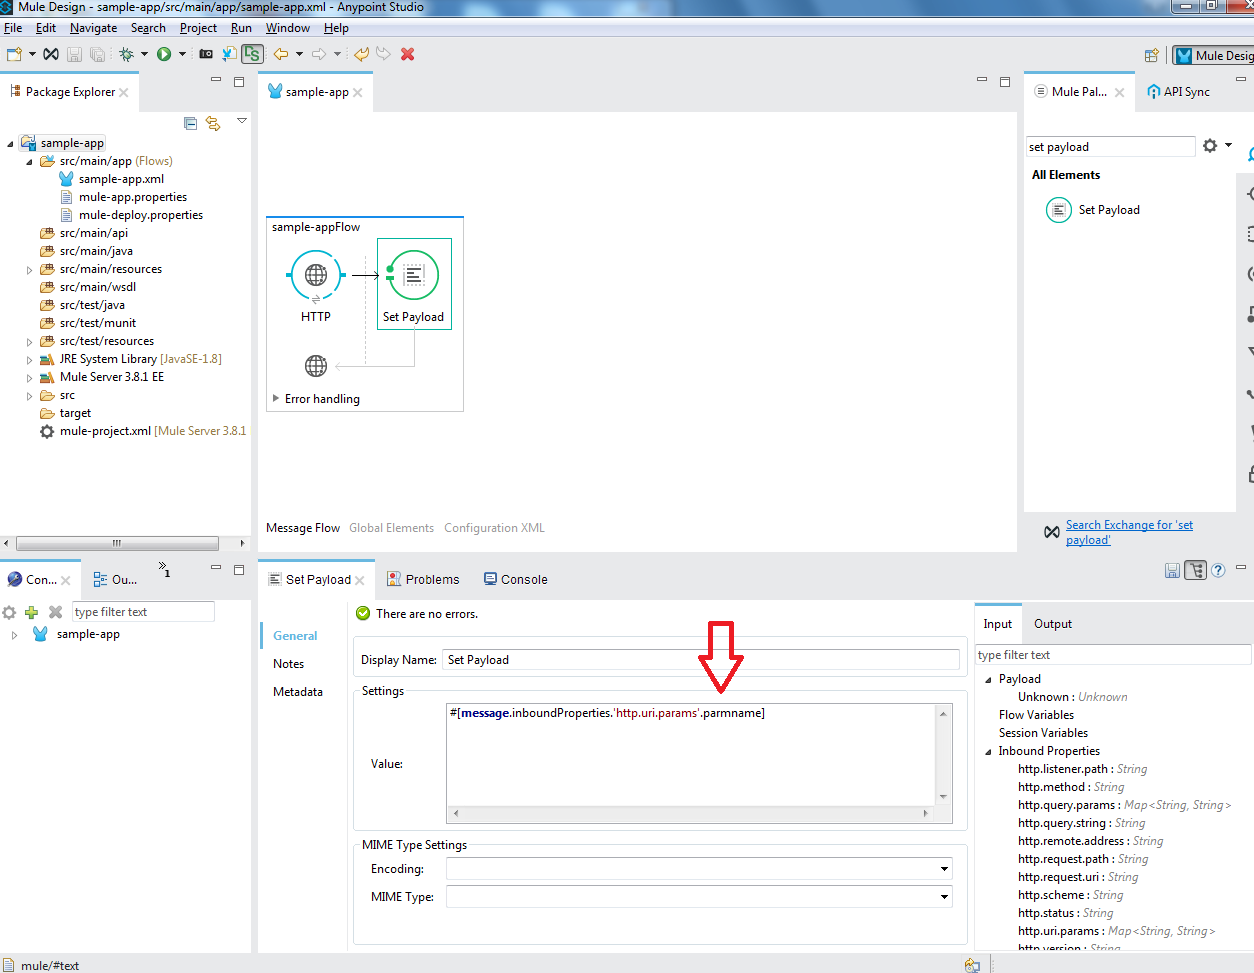 Mule Design - sample-app/src/main/app/sample-app.xml - Anypoint Studio
File Edit Navigate Search Project Run Window Help
Mule Desig
Package Explorer
sample-app
src/main/app (Flows)
sample-app.xml
mule-app.properties
mule-deploy.properties
src/main/api
src/main/java
src/main/resources
src/main/wsdl
src/test/java
src/test/munit
src/test/resources
JRE System Library [JavaSE-1.8]
Mule Server 3.8.1 EE
src
target
mule-project.xml [Mule Server 3.8.1
sample-app
sample-appFlow
HTTP
Set Payload
Error handling
Message Flow Global Elements Configuration XML
Mule Pal...
API Sync
set payload
All Elements
Set Payload
Search Exchange for 'set
payload'
Con...
Ou...
»1
type filter text
sample-app
Set Payload
Problems
Console
There are no errors.
General
Notes
Metadata
Display Name: Set Payload
Settings
Value:
#[message.inboundProperties.'http.uri.params'.parmname]
MIME Type Settings
Encoding:
MIME Type:
Input
Output
type filter text
Payload
Unknown : Unknown
Flow Variables
Session Variables
Inbound Properties
http.listener.path : String
http.method : String
http.query.params : Map<String, String>
http.query.string : String
http.remote.address : String
http.request.path : String
http.request.uri : String
http.scheme : String
http.status : String
http.uri.params : Map<String, String>
http.version : String
mule/#text